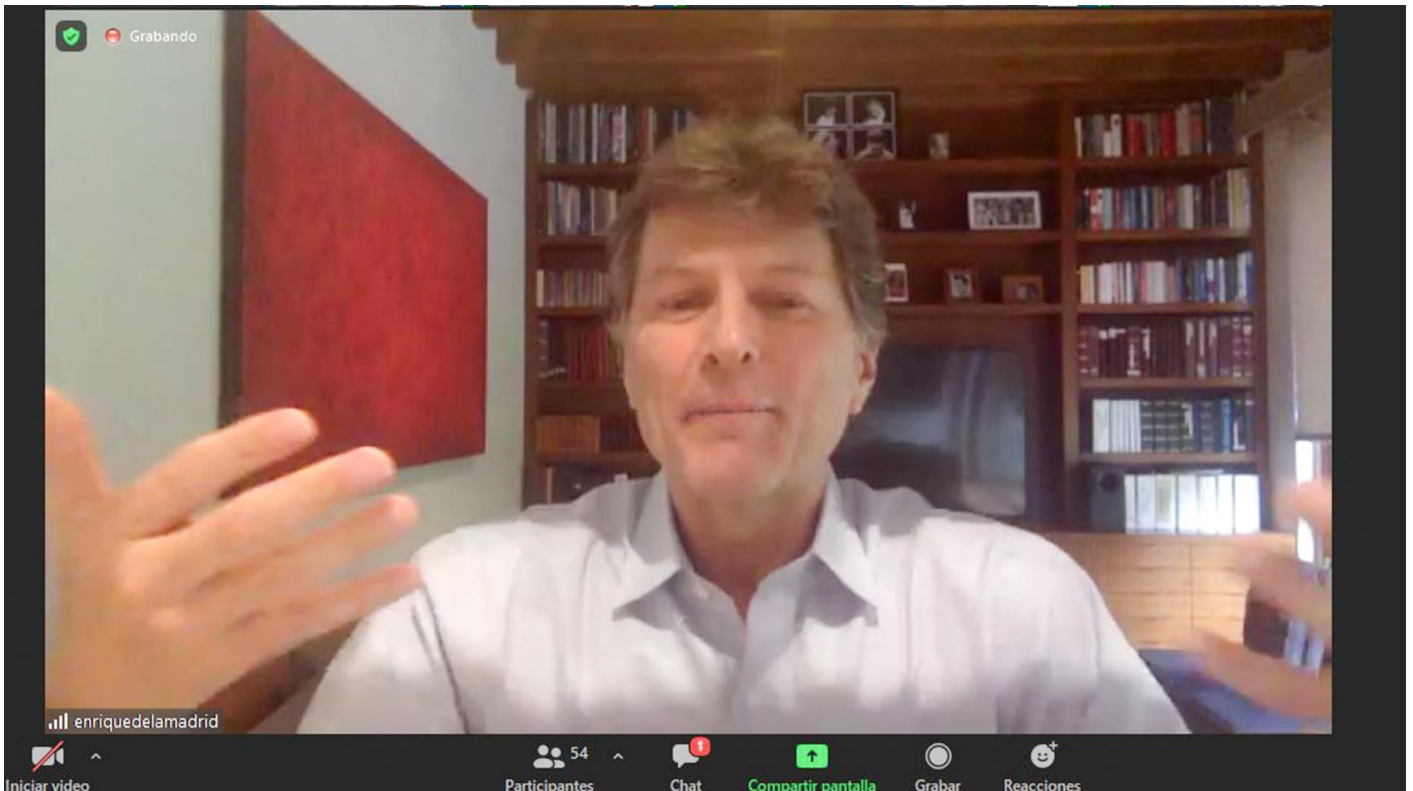 Grabando
enriquedelamadrid
54
1
Iniciar video
Participantes
Chat
Compartir pantalla
Grabar
Reacciones